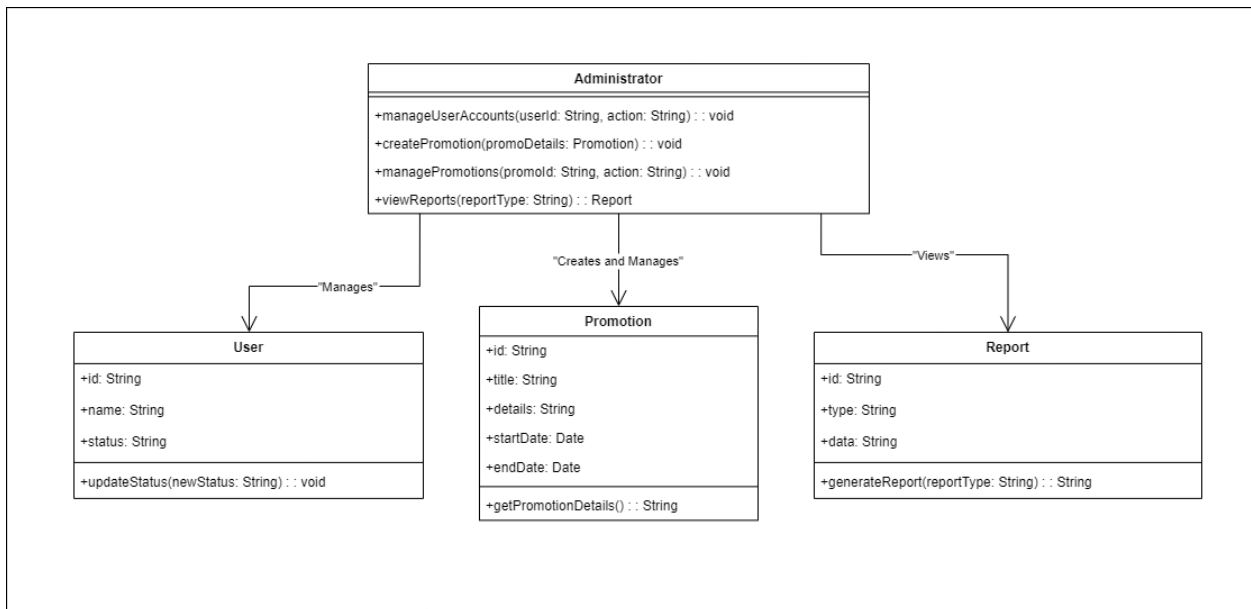 Administrator
+manageUserAccounts(userId: String, action: String) : : void
+createPromotion(promoDetails: Promotion) : : void
+managePromotions(promoId: String, action: String) : : void
+viewReports(reportType: String) : : Report
"Manages"
"Creates and Manages"
"Views"
User
+id: String
+name: String
+status: String
+updateStatus(newStatus: String) : : void
Promotion
+id: String
+title: String
+details: String
+startDate: Date
+endDate: Date
+getPromotionDetails() : : String
Report
+id: String
+type: String
+data: String
+generateReport(reportType: String) : : String